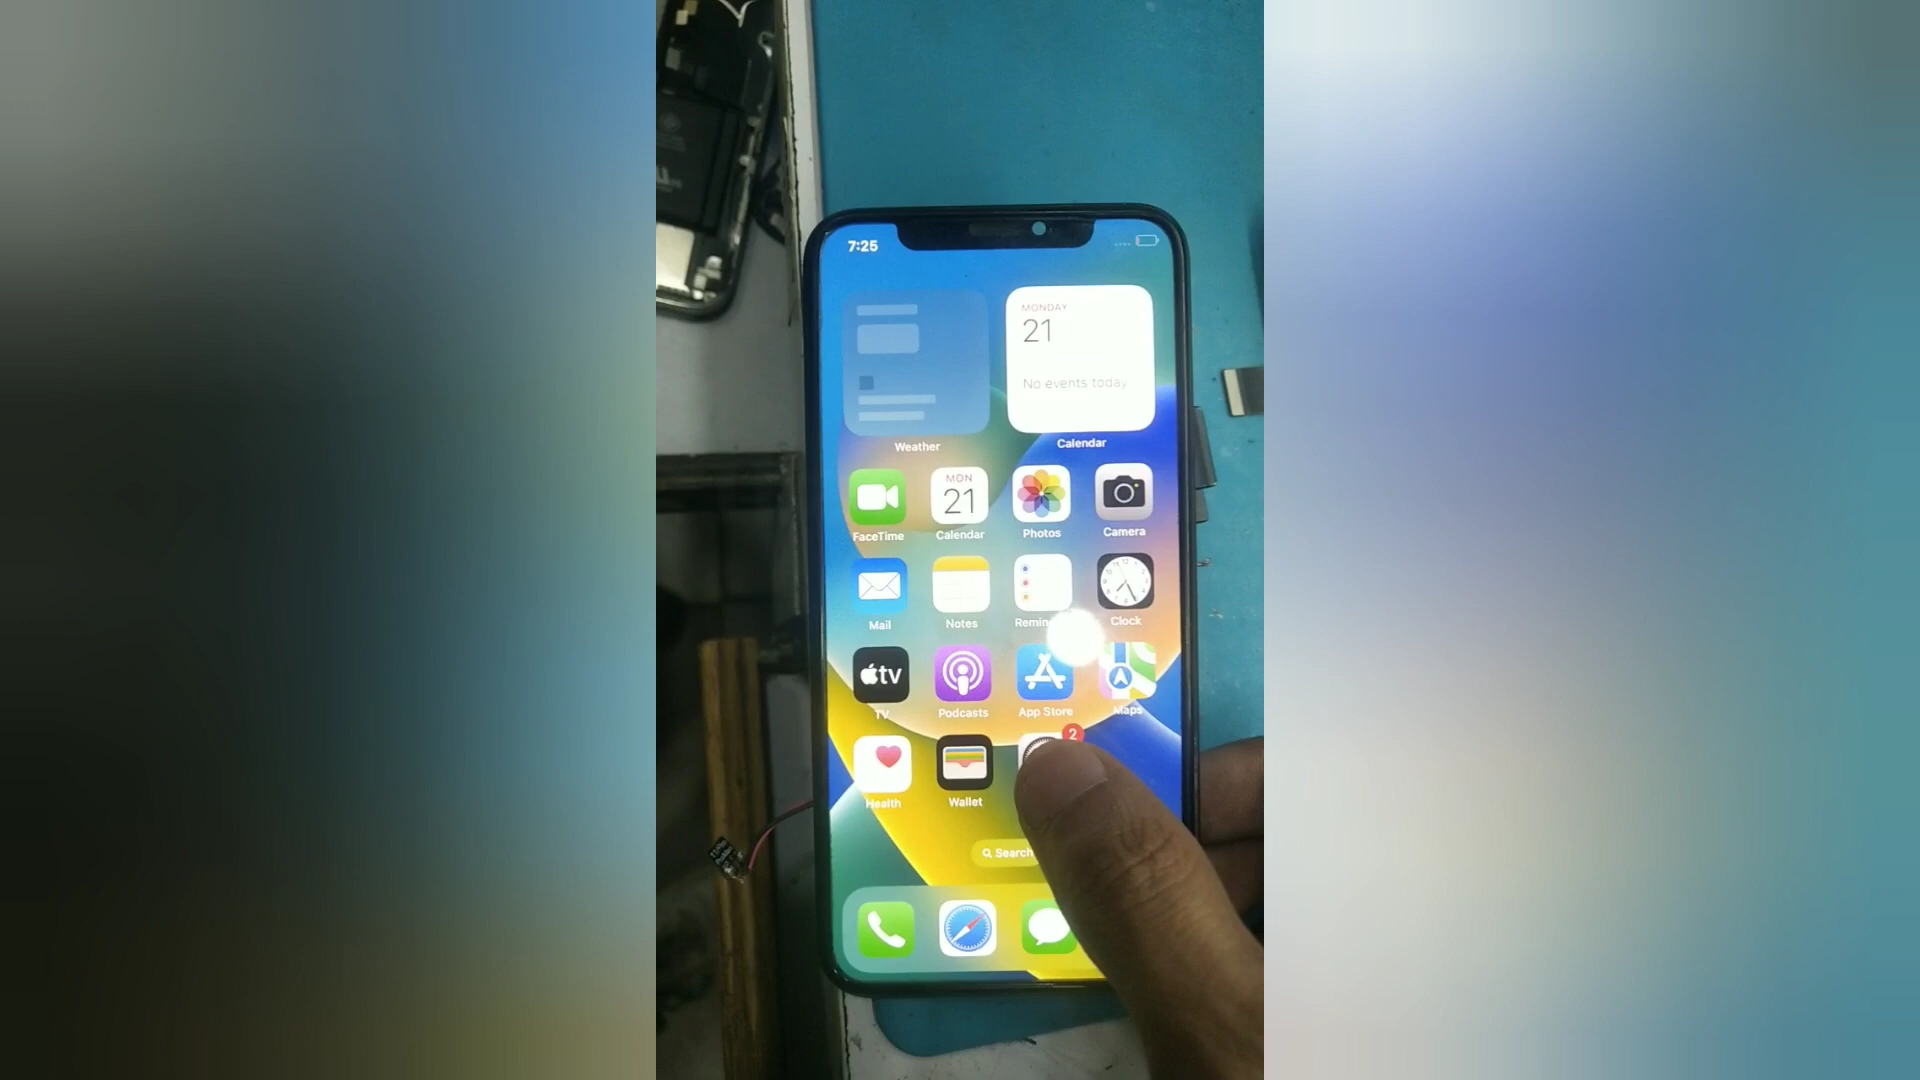 7:25
MONDAY
21
No events today
Weather
Calendar
MON
21
FaceTime
Calendar
Photos
Camera
Mail
Notes
Remin
Clock
tv
TV
Podcasts
App Store
Maps
2
Health
Wallet
Search